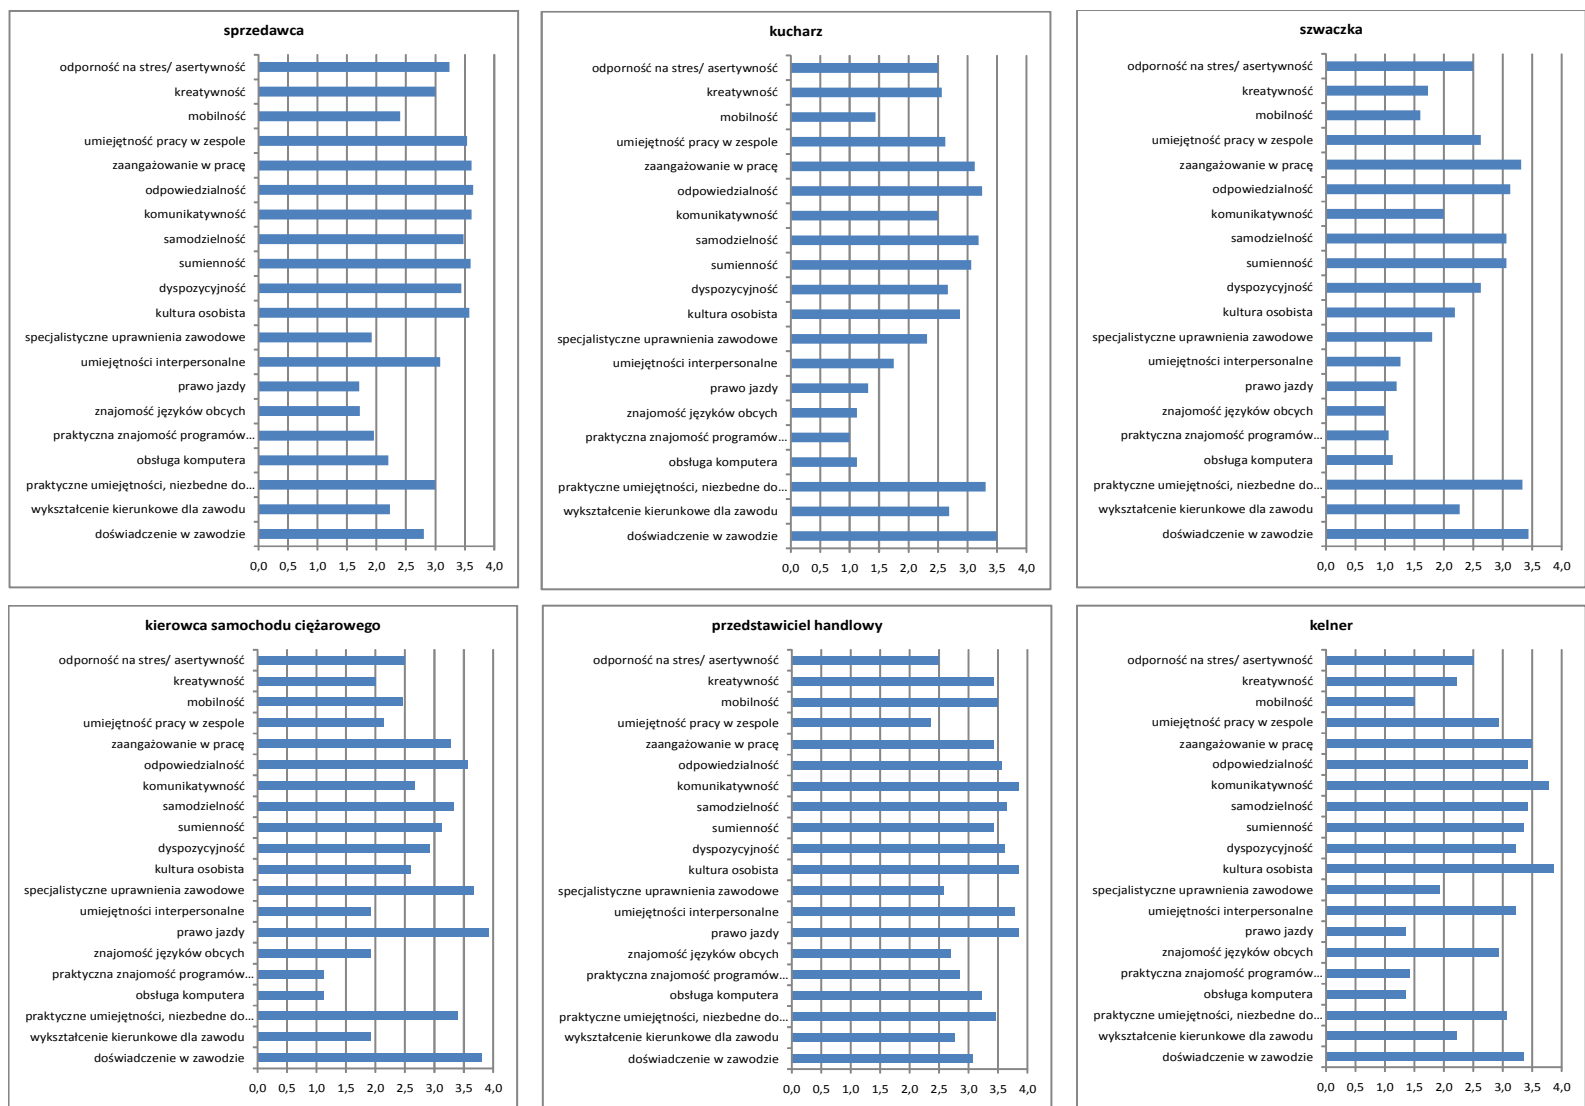 sprzedawca
odporność na stres/ asertywność
kreatywność
mobilność
umiejętność pracy w zespole
zaangażowanie w pracę
odpowiedzialność
komunikatywność
samodzielność
sumienność
dyspozycyjność
kultura osobista
specjalistyczne uprawnienia zawodowe
umiejętności interpersonalne
prawo jazdy
znajomość języków obcych
praktyczna znajomość programów…
obsługa komputera
praktyczne umiejętności, niezbedne do…
wykształcenie kierunkowe dla zawodu
doświadczenie w zawodzie
0,0 0,5 1,0 1,5 2,0 2,5 3,0 3,5 4,0
kucharz
odporność na stres/ asertywność
kreatywność
mobilność
umiejętność pracy w zespole
zaangażowanie w pracę
odpowiedzialność
komunikatywność
samodzielność
sumienność
dyspozycyjność
kultura osobista
specjalistyczne uprawnienia zawodowe
umiejętności interpersonalne
prawo jazdy
znajomość języków obcych
praktyczna znajomość programów…
obsługa komputera
praktyczne umiejętności, niezbedne do…
wykształcenie kierunkowe dla zawodu
doświadczenie w zawodzie
0,0 0,5 1,0 1,5 2,0 2,5 3,0 3,5 4,0
szwaczka
odporność na stres/ asertywność
kreatywność
mobilność
umiejętność pracy w zespole
zaangażowanie w pracę
odpowiedzialność
komunikatywność
samodzielność
sumienność
dyspozycyjność
kultura osobista
specjalistyczne uprawnienia zawodowe
umiejętności interpersonalne
prawo jazdy
znajomość języków obcych
praktyczna znajomość programów…
obsługa komputera
praktyczne umiejętności, niezbedne do…
wykształcenie kierunkowe dla zawodu
doświadczenie w zawodzie
0,0 0,5 1,0 1,5 2,0 2,5 3,0 3,5 4,0
kierowca samochodu ciężarowego
odporność na stres/ asertywność
kreatywność
mobilność
umiejętność pracy w zespole
zaangażowanie w pracę
odpowiedzialność
komunikatywność
samodzielność
sumienność
dyspozycyjność
kultura osobista
specjalistyczne uprawnienia zawodowe
umiejętności interpersonalne
prawo jazdy
znajomość języków obcych
praktyczna znajomość programów…
obsługa komputera
praktyczne umiejętności, niezbedne do…
wykształcenie kierunkowe dla zawodu
doświadczenie w zawodzie
0,0 0,5 1,0 1,5 2,0 2,5 3,0 3,5 4,0
przedstawiciel handlowy
odporność na stres/ asertywność
kreatywność
mobilność
umiejętność pracy w zespole
zaangażowanie w pracę
odpowiedzialność
komunikatywność
samodzielność
sumienność
dyspozycyjność
kultura osobista
specjalistyczne uprawnienia zawodowe
umiejętności interpersonalne
prawo jazdy
znajomość języków obcych
praktyczna znajomość programów…
obsługa komputera
praktyczne umiejętności, niezbedne do…
wykształcenie kierunkowe dla zawodu
doświadczenie w zawodzie
0,0 0,5 1,0 1,5 2,0 2,5 3,0 3,5 4,0
kelner
odporność na stres/ asertywność
kreatywność
mobilność
umiejętność pracy w zespole
zaangażowanie w pracę
odpowiedzialność
komunikatywność
samodzielność
sumienność
dyspozycyjność
kultura osobista
specjalistyczne uprawnienia zawodowe
umiejętności interpersonalne
prawo jazdy
znajomość języków obcych
praktyczna znajomość programów…
obsługa komputera
praktyczne umiejętności, niezbedne do…
wykształcenie kierunkowe dla zawodu
doświadczenie w zawodzie
0,0 0,5 1,0 1,5 2,0 2,5 3,0 3,5 4,0